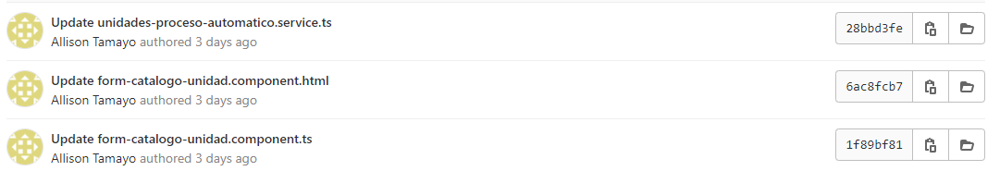 Update unidades-proceso-automatico.service.ts
Allison Tamayo authored 3 days ago
28bbd3fe
Update form-catalogo-unidad.component.html
Allison Tamayo authored 3 days ago
6ac8fcb7
Update form-catalogo-unidad.component.ts
Allison Tamayo authored 3 days ago
1f89bf81